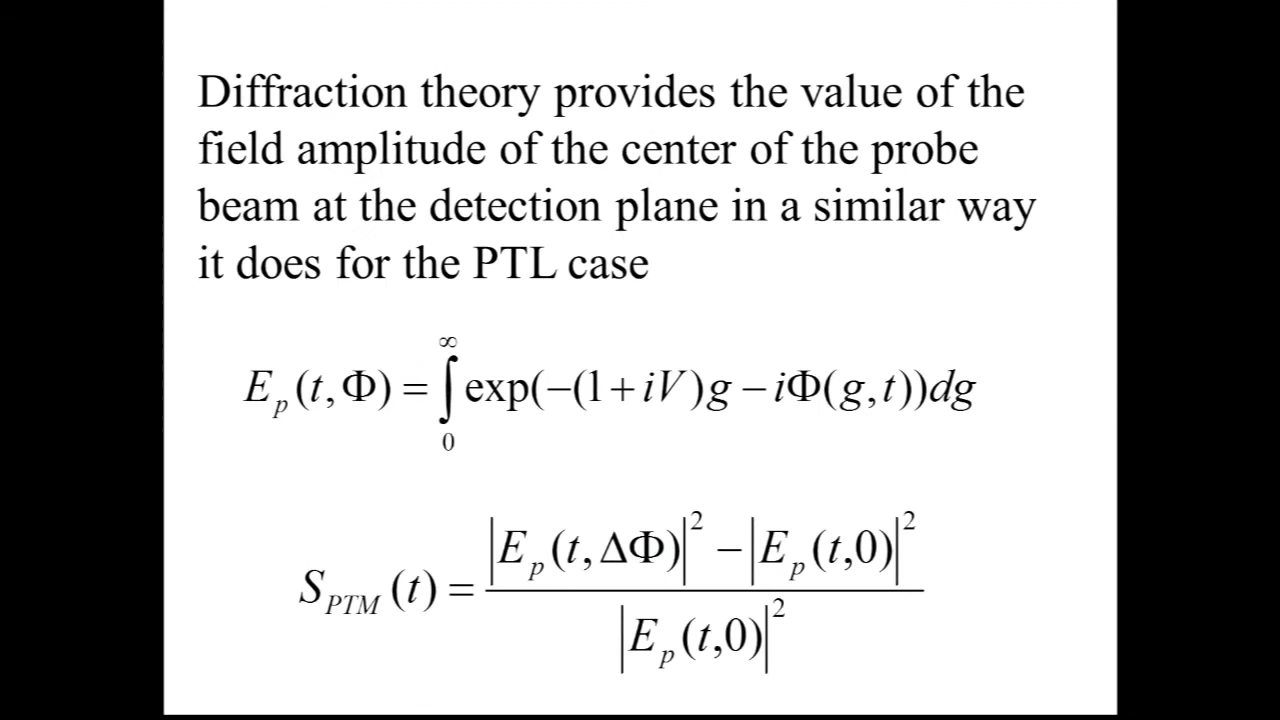 Diffraction theory provides the value of the
field amplitude of the center of the probe
beam at the detection plane in a similar way
it does for the PTL case
E_p(t,Φ) = ∫_0^∞ exp(−(1+iV)g − iΦ(g,t))dg
S_PTM(t) = (|E_p(t,ΔΦ)|^2 − |E_p(t,0)|^2) / |E_p(t,0)|^2